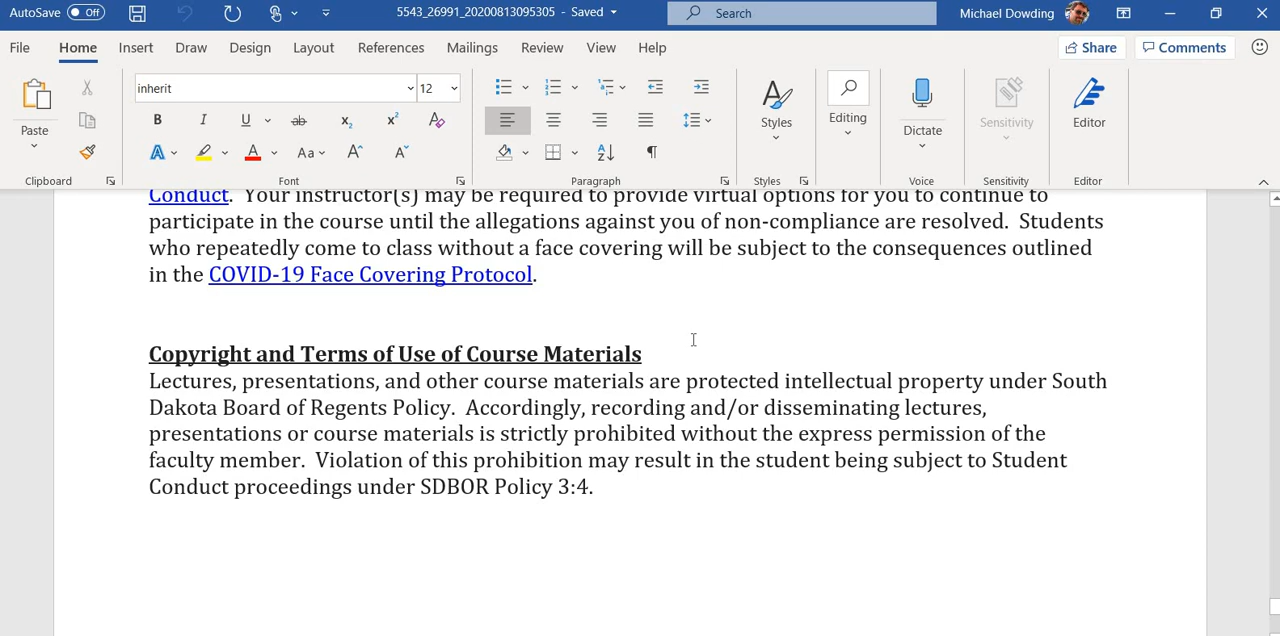 AutoSave Off 5543_26991_20200813095305 - Saved Search Michael Dowding
File Home Insert Draw Design Layout References Mailings Review View Help Share Comments
inherit 12
Paste Styles Editing Dictate Sensitivity Editor
B I U ab x₂ x² A
A A Aa A A A Z ¶
Clipboard Font Paragraph Styles Voice Sensitivity Editor
Conduct. Your instructor(s) may be required to provide virtual options for you to continue to
participate in the course until the allegations against you of non-compliance are resolved. Students
who repeatedly come to class without a face covering will be subject to the consequences outlined
in the COVID-19 Face Covering Protocol.
Copyright and Terms of Use of Course Materials
Lectures, presentations, and other course materials are protected intellectual property under South
Dakota Board of Regents Policy. Accordingly, recording and/or disseminating lectures,
presentations or course materials is strictly prohibited without the express permission of the
faculty member. Violation of this prohibition may result in the student being subject to Student
Conduct proceedings under SDBOR Policy 3:4.